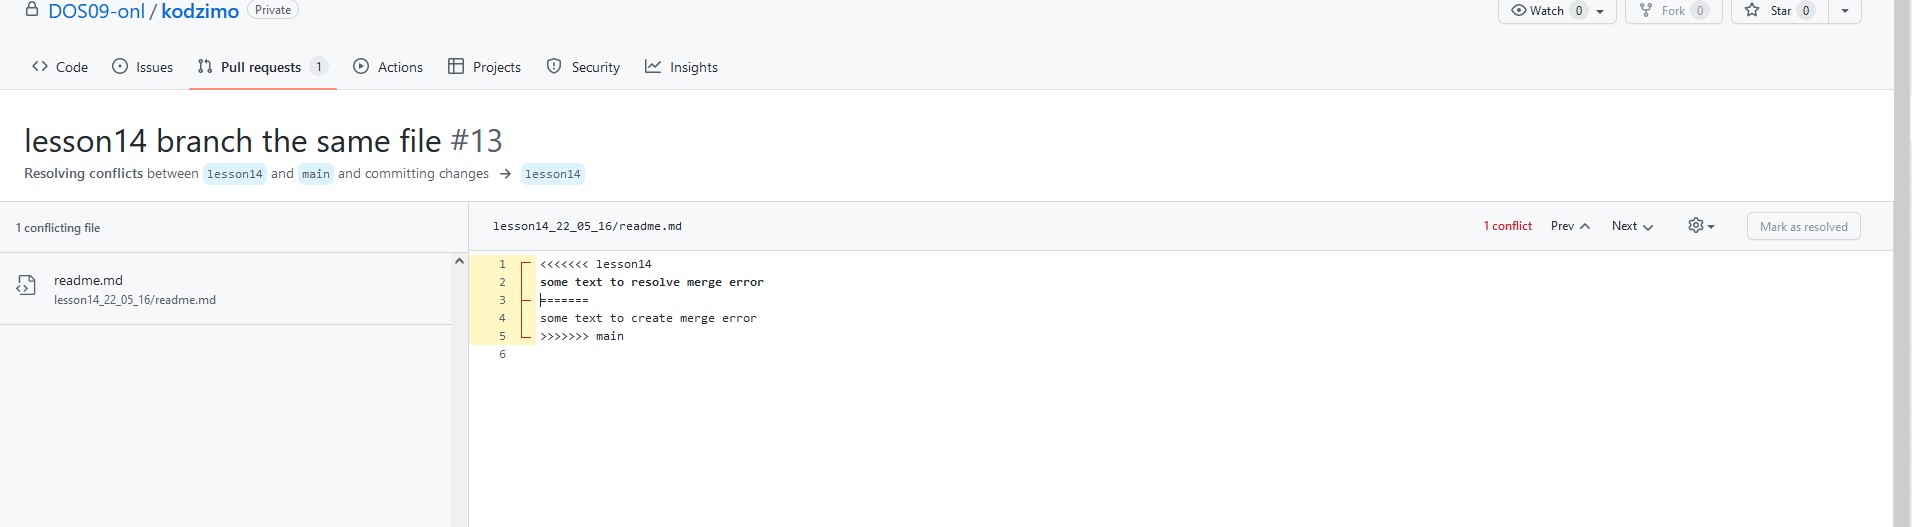 DOS09-onl / kodzimo Private Watch 0 Fork 0 Star 0
Code Issues Pull requests 1 Actions Projects Security Insights
lesson14 branch the same file #13
Resolving conflicts between lesson14 and main and committing changes → lesson14
1 conflicting file
readme.md
lesson14_22_05_16/readme.md
lesson14_22_05_16/readme.md 1 conflict Prev Next Mark as resolved
1 <<<<<<< lesson14
2 some text to resolve merge error
3 =======
4 some text to create merge error
5 >>>>>>> main
6